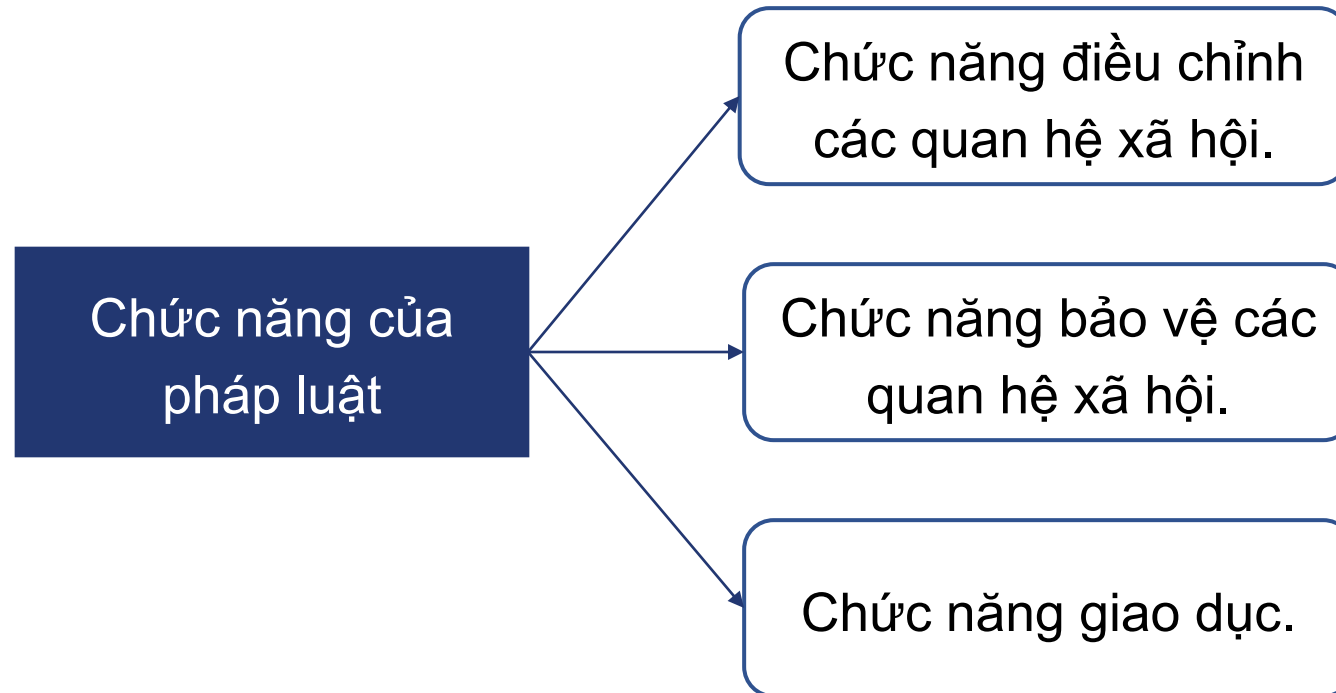 Chức năng điều chỉnh
các quan hệ xã hội.
Chức năng của
pháp luật
Chức năng bảo vệ các
quan hệ xã hội.
Chức năng giao dục.